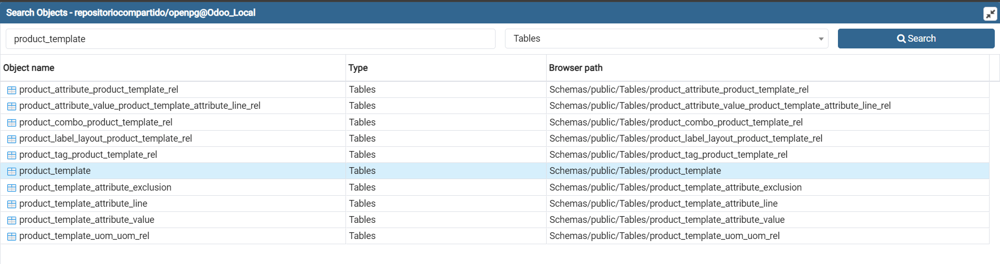 Search Objects - repositoriocompartido/openpg@Odoo_Local
product_template Tables Search
Object name Type Browser path
product_attribute_product_template_rel Tables Schemas/public/Tables/product_attribute_product_template_rel
product_attribute_value_product_template_attribute_line_rel Tables Schemas/public/Tables/product_attribute_value_product_template_attribute_line_rel
product_combo_product_template_rel Tables Schemas/public/Tables/product_combo_product_template_rel
product_label_layout_product_template_rel Tables Schemas/public/Tables/product_label_layout_product_template_rel
product_tag_product_template_rel Tables Schemas/public/Tables/product_tag_product_template_rel
product_template Tables Schemas/public/Tables/product_template
product_template_attribute_exclusion Tables Schemas/public/Tables/product_template_attribute_exclusion
product_template_attribute_line Tables Schemas/public/Tables/product_template_attribute_line
product_template_attribute_value Tables Schemas/public/Tables/product_template_attribute_value
product_template_uom_uom_rel Tables Schemas/public/Tables/product_template_uom_uom_rel